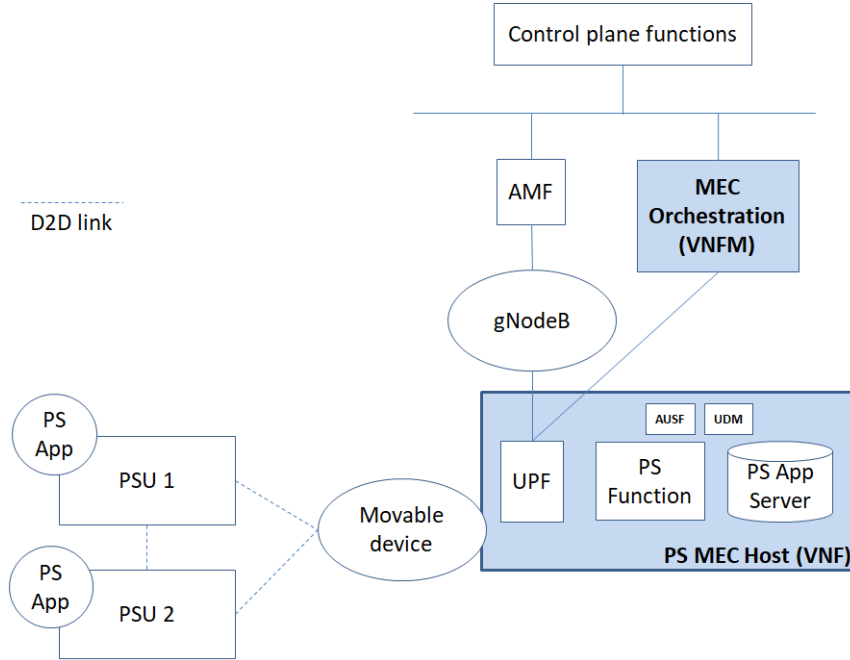 Control plane functions
AMF
MEC
Orchestration
(VNFM)
D2D link
gNodeB
PS
App
PSU 1
AUSF
UDM
UPF
PS
Function
PS App
Server
Movable
device
PS MEC Host (VNF)
PS
App
PSU 2